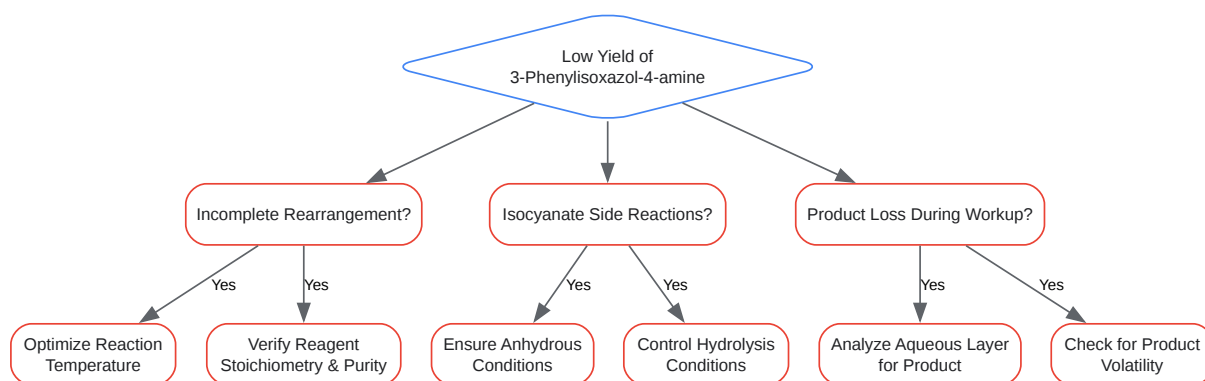 Low Yield of
3-Phenylisoxazol-4-amine
Incomplete Rearrangement?
Isocyanate Side Reactions?
Product Loss During Workup?
Yes
Yes
Yes
Yes
Yes
Yes
Optimize Reaction
Temperature
Verify Reagent
Stoichiometry & Purity
Ensure Anhydrous
Conditions
Control Hydrolysis
Conditions
Analyze Aqueous Layer
for Product
Check for Product
Volatility